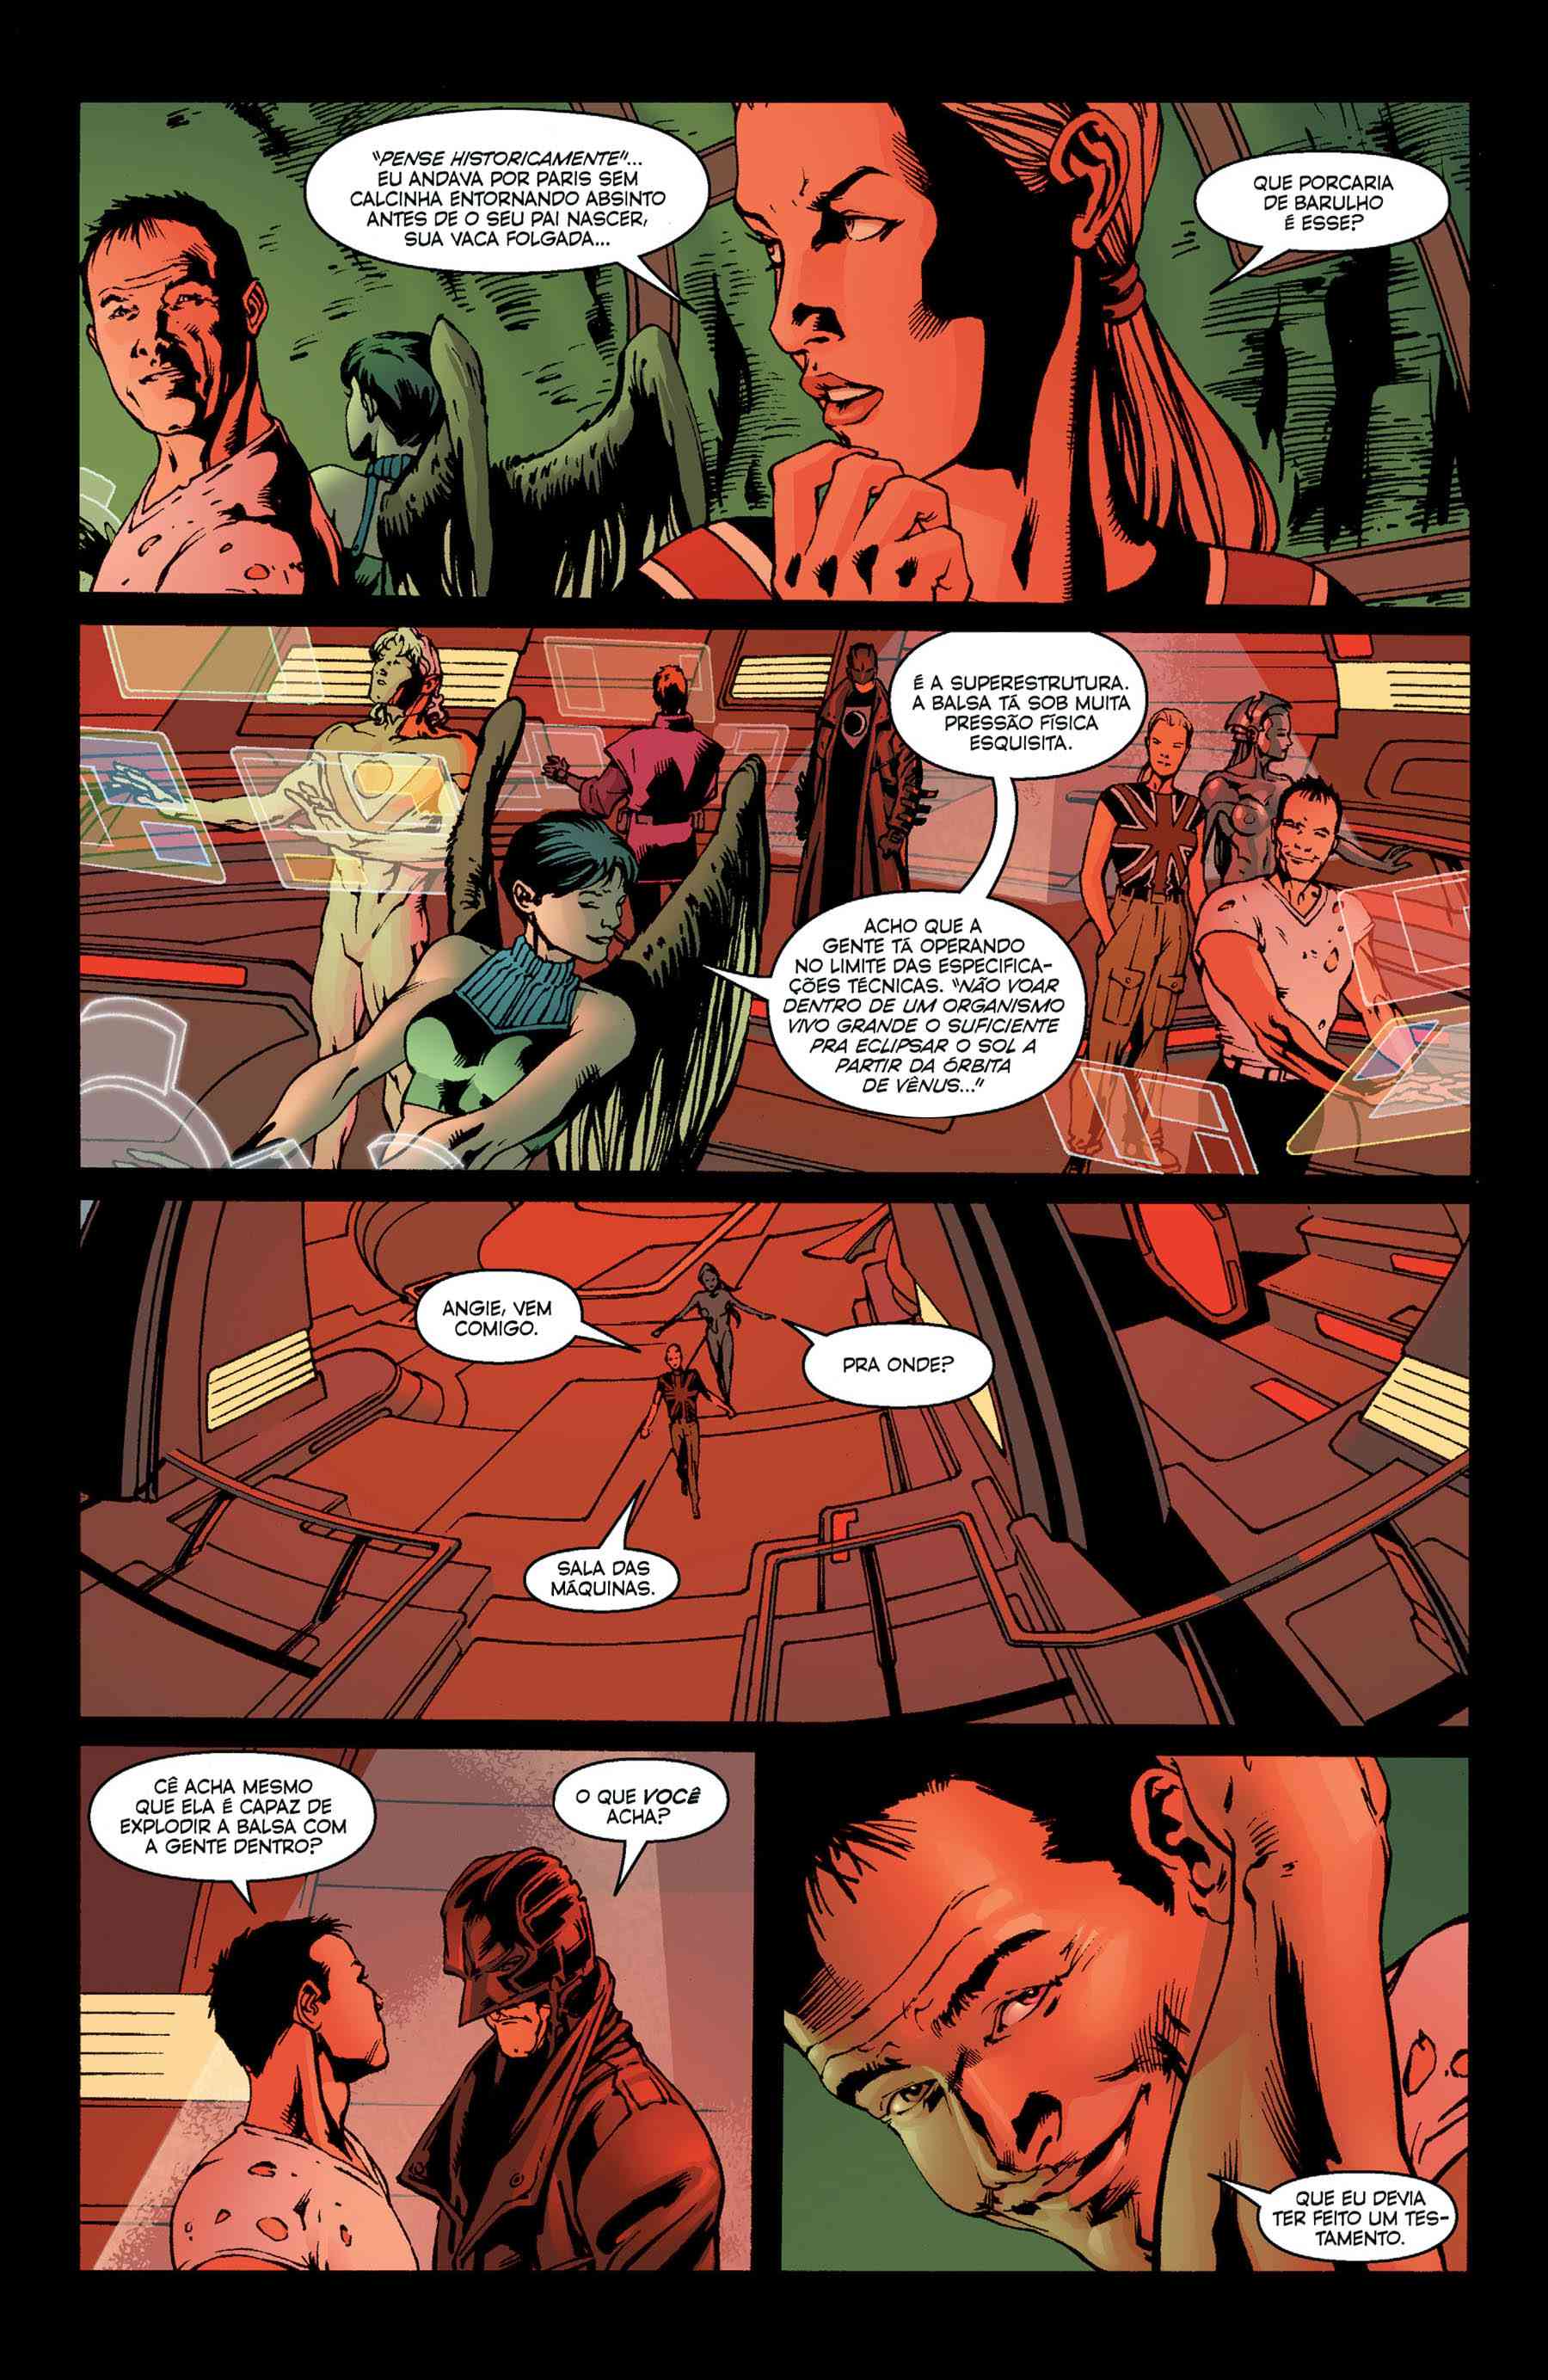 "PENSE HISTORICAMENTE"...
EU ANDAVA POR PARIS SEM
CALCINHA ENTORNANDO ABSINTO
ANTES DE O SEU PAI NASCER,
SUA VACA FOLGADA...
QUE PORCARIA
DE BARULHO
É ESSE?
É A SUPERESTRUTURA.
A BALSA TÁ SOB MUITA
PRESSÃO FÍSICA
ESQUISITA.
ACHO QUE A
GENTE TÁ OPERANDO
NO LIMITE DAS ESPECIFICA-
ÇÕES TÉCNICAS. "NÃO VOAR
DENTRO DE UM ORGANISMO
VIVO GRANDE O SUFICIENTE
PRA ECLIPSAR O SOL A
PARTIR DA ÓRBITA
DE VÊNUS..."
ANGIE, VEM
COMIGO.
PRA ONDE?
SALA DAS
MÁQUINAS.
CÊ ACHA MESMO
QUE ELA É CAPAZ DE
EXPLODIR A BALSA COM
A GENTE DENTRO?
O QUE VOCÊ
ACHA?
QUE EU DEVIA
TER FEITO UM TES-
TAMENTO.